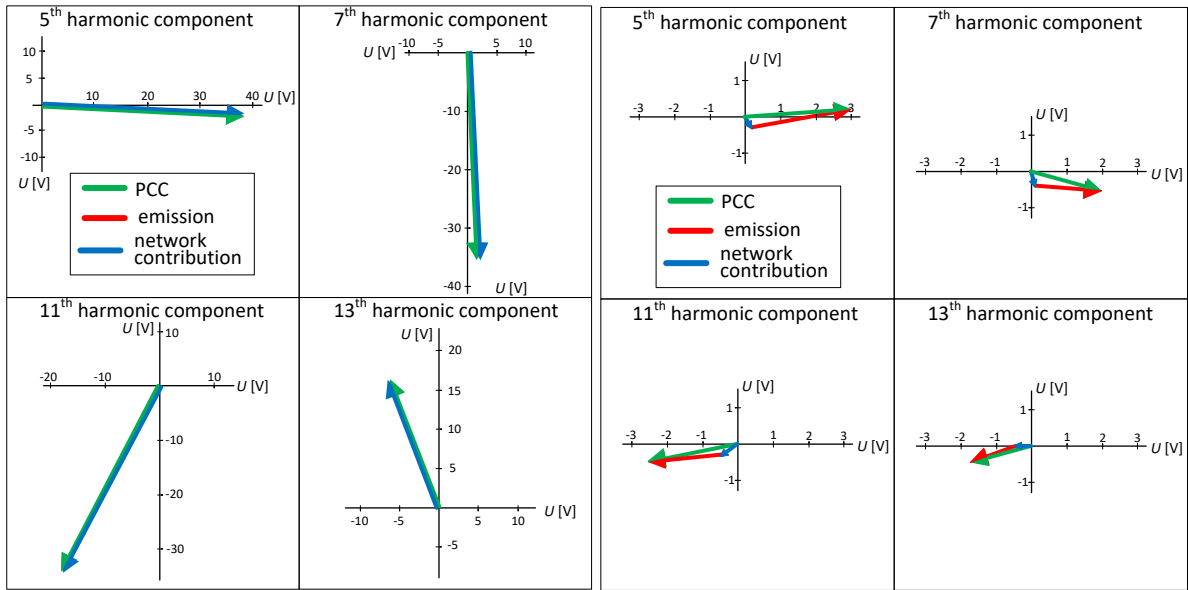 5th harmonic component
U [V]
10
5
-5
-10
10
20
30
40
U [V]
PCC
emission
network
contribution
7th harmonic component
U [V]
-10
-5
5
10
-10
-20
-30
-40
U [V]
11th harmonic component
U [V]
10
-20
-10
10
U [V]
-10
-20
-30
13th harmonic component
U [V]
20
15
10
5
-5
-10
-5
5
10
U [V]
5th harmonic component
U [V]
1
-3
-2
-1
1
2
3
U [V]
-1
PCC
emission
network
contribution
7th harmonic component
U [V]
1
-3
-2
-1
1
2
3
U [V]
-1
11th harmonic component
U [V]
1
-3
-2
-1
1
2
3
U [V]
-1
13th harmonic component
U [V]
1
-3
-2
-1
1
2
3
U [V]
-1